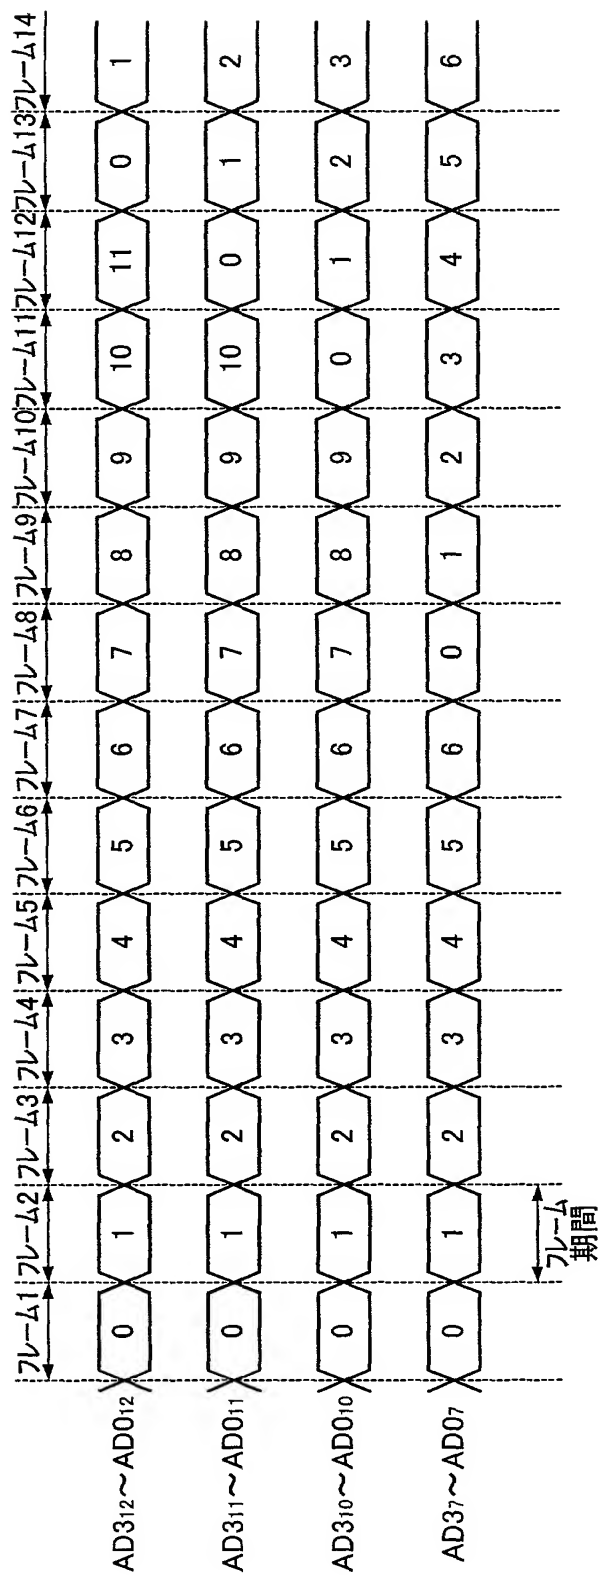 フレーム1 フレーム2 フレーム3 フレーム4 フレーム5 フレーム6 フレーム7 フレーム8 フレーム9 フレーム10 フレーム11 フレーム12 フレーム13 フレーム14
AD3₁₂～AD0₁₂ 0 1 2 3 4 5 6 7 8 9 10 11 0 1
AD3₁₁～AD0₁₁ 0 1 2 3 4 5 6 7 8 9 10 0 1 2
AD3₁₀～AD0₁₀ 0 1 2 3 4 5 6 7 8 9 0 1 2 3
AD3₇～AD0₇ 0 1 2 3 4 5 6 0 1 2 3 4 5 6
フレーム
期間